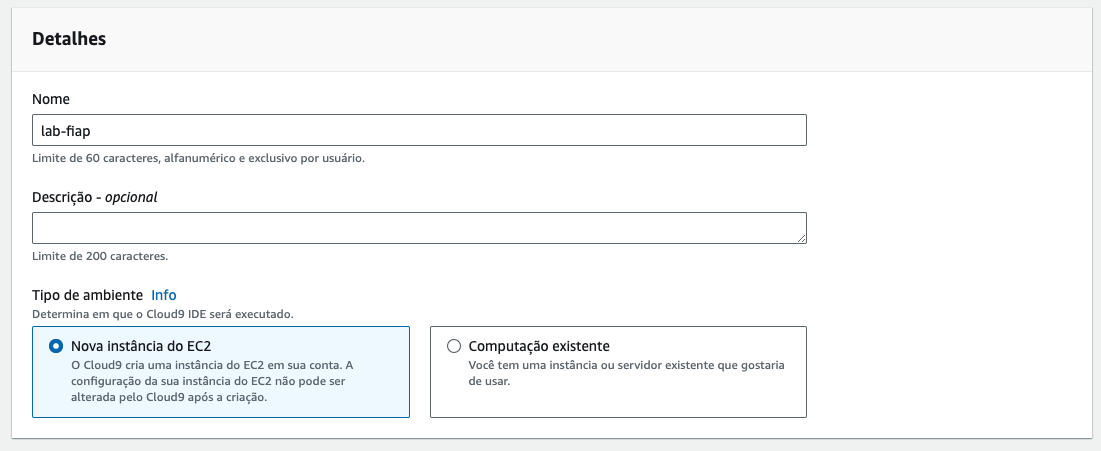 Detalhes
Nome
lab-fiap
Limite de 60 caracteres, alfanumérico e exclusivo por usuário.
Descrição - opcional
Limite de 200 caracteres.
Tipo de ambiente Info
Determina em que o Cloud9 IDE será executado.
Nova instância do EC2
O Cloud9 cria uma instância do EC2 em sua conta. A
configuração da sua instância do EC2 não pode ser
alterada pelo Cloud9 após a criação.
Computação existente
Você tem uma instância ou servidor existente que gostaria
de usar.